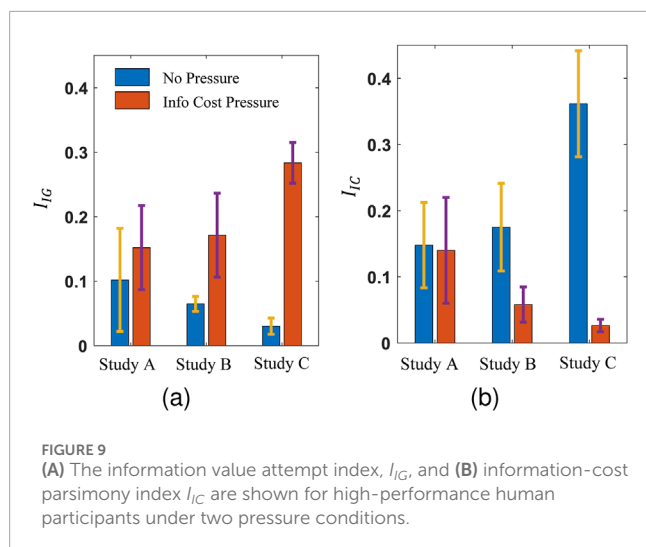 0.4
0.3
0.2
0.1
0
I_IG
No Pressure
Info Cost Pressure
Study A Study B Study C
(a)
(b)
0.4
0.3
0.2
0.1
0
I_IC
Study A Study B Study C
FIGURE 9
(A) The information value attempt index, I_IG, and (B) information-cost
parsimony index I_IC are shown for high-performance human
participants under two pressure conditions.